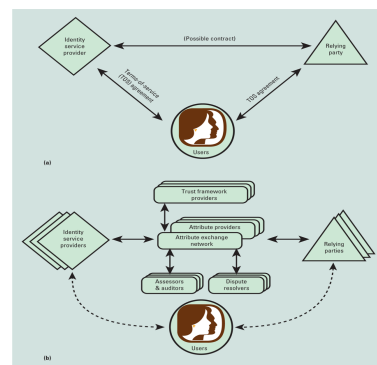 Identity
service
provider
(Possible contract)
Relying
party
Terms-of-service
(TOS) agreement
TOS agreement
Users
(a)
Trust framework
providers
Attribute providers
Attribute exchange
network
Identity
service
providers
Relying
parties
Assessors
& auditors
Dispute
resolvers
Users
(b)